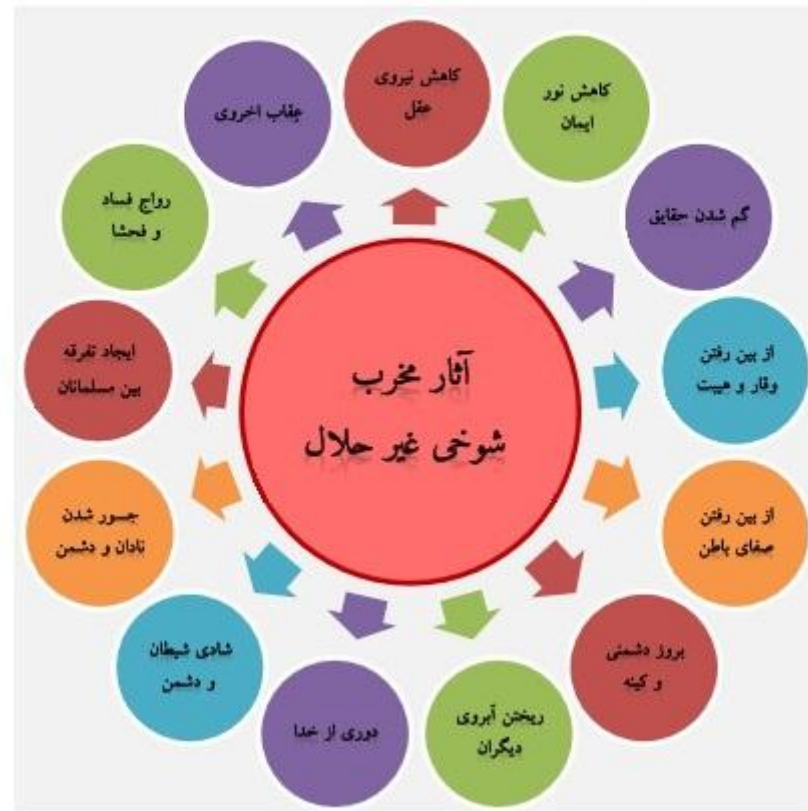 آثار مخرب
شوخی غیر حلال
کاهش نیروی
عقل
کاهش نور
ایمان
گم شدن حقایق
از بین رفتن
وقار و هیبت
از بین رفتن
صفای باطن
بروز دشمنی
و کینه
ریختن آبروی
دیگران
دوری از خدا
شادی شیطان
و دشمن
جسور شدن
نادان و دشمن
ایجاد تفرقه
بین مسلمانان
رواج فساد
و فحشا
عِقاب اخروی